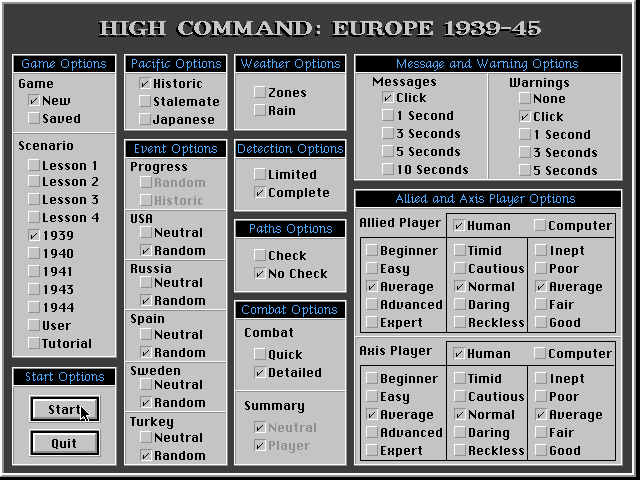 HIGH COMMAND: EUROPE 1939-45
Game Options
Game
New
Saved
Scenario
Lesson 1
Lesson 2
Lesson 3
Lesson 4
1939
1940
1941
1943
1944
User
Tutorial
Start Options
Start
Quit
Pacific Options
Historic
Stalemate
Japanese
Event Options
Progress
Random
Historic
USA
Neutral
Random
Russia
Neutral
Random
Spain
Neutral
Random
Sweden
Neutral
Random
Turkey
Neutral
Random
Weather Options
Zones
Rain
Detection Options
Limited
Complete
Paths Options
Check
No Check
Combat Options
Combat
Quick
Detailed
Summary
Neutral
Player
Message and Warning Options
Messages
Click
1 Second
3 Seconds
5 Seconds
10 Seconds
Warnings
None
Click
1 Second
3 Seconds
5 Seconds
Allied and Axis Player Options
Allied Player
Human
Computer
Beginner
Easy
Average
Advanced
Expert
Timid
Cautious
Normal
Daring
Reckless
Inept
Poor
Average
Fair
Good
Axis Player
Human
Computer
Beginner
Easy
Average
Advanced
Expert
Timid
Cautious
Normal
Daring
Reckless
Inept
Poor
Average
Fair
Good